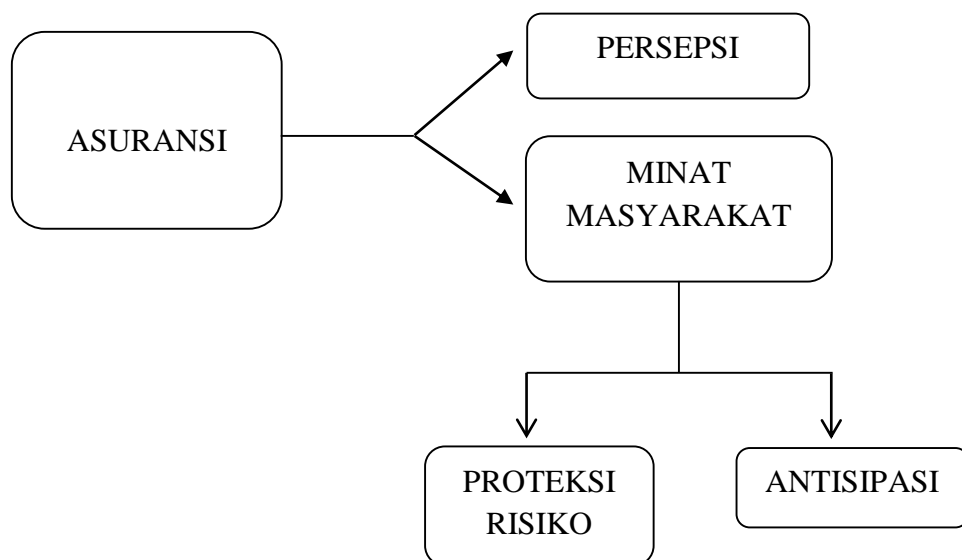 PERSEPSI
ASURANSI
MINAT
MASYARAKAT
PROTEKSI
RISIKO
ANTISIPASI